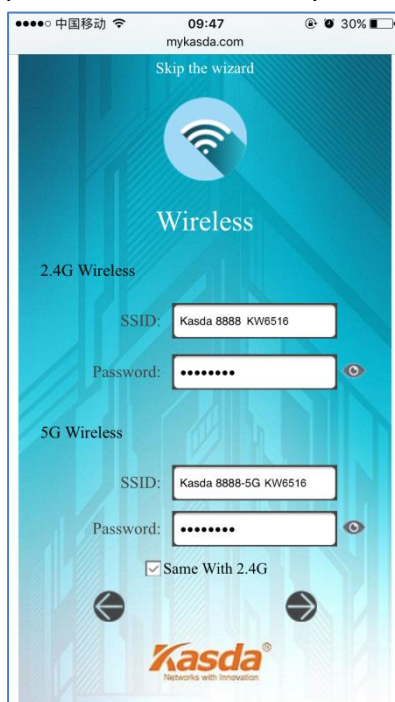 中国移动 09:47 30%
mykasda.com
Skip the wizard
Wireless
2.4G Wireless
SSID: Kasda 8888 KW6516
Password: ••••••••
5G Wireless
SSID: Kasda 8888-5G KW6516
Password: ••••••••
Same With 2.4G
Kasda®
Networks with Innovation